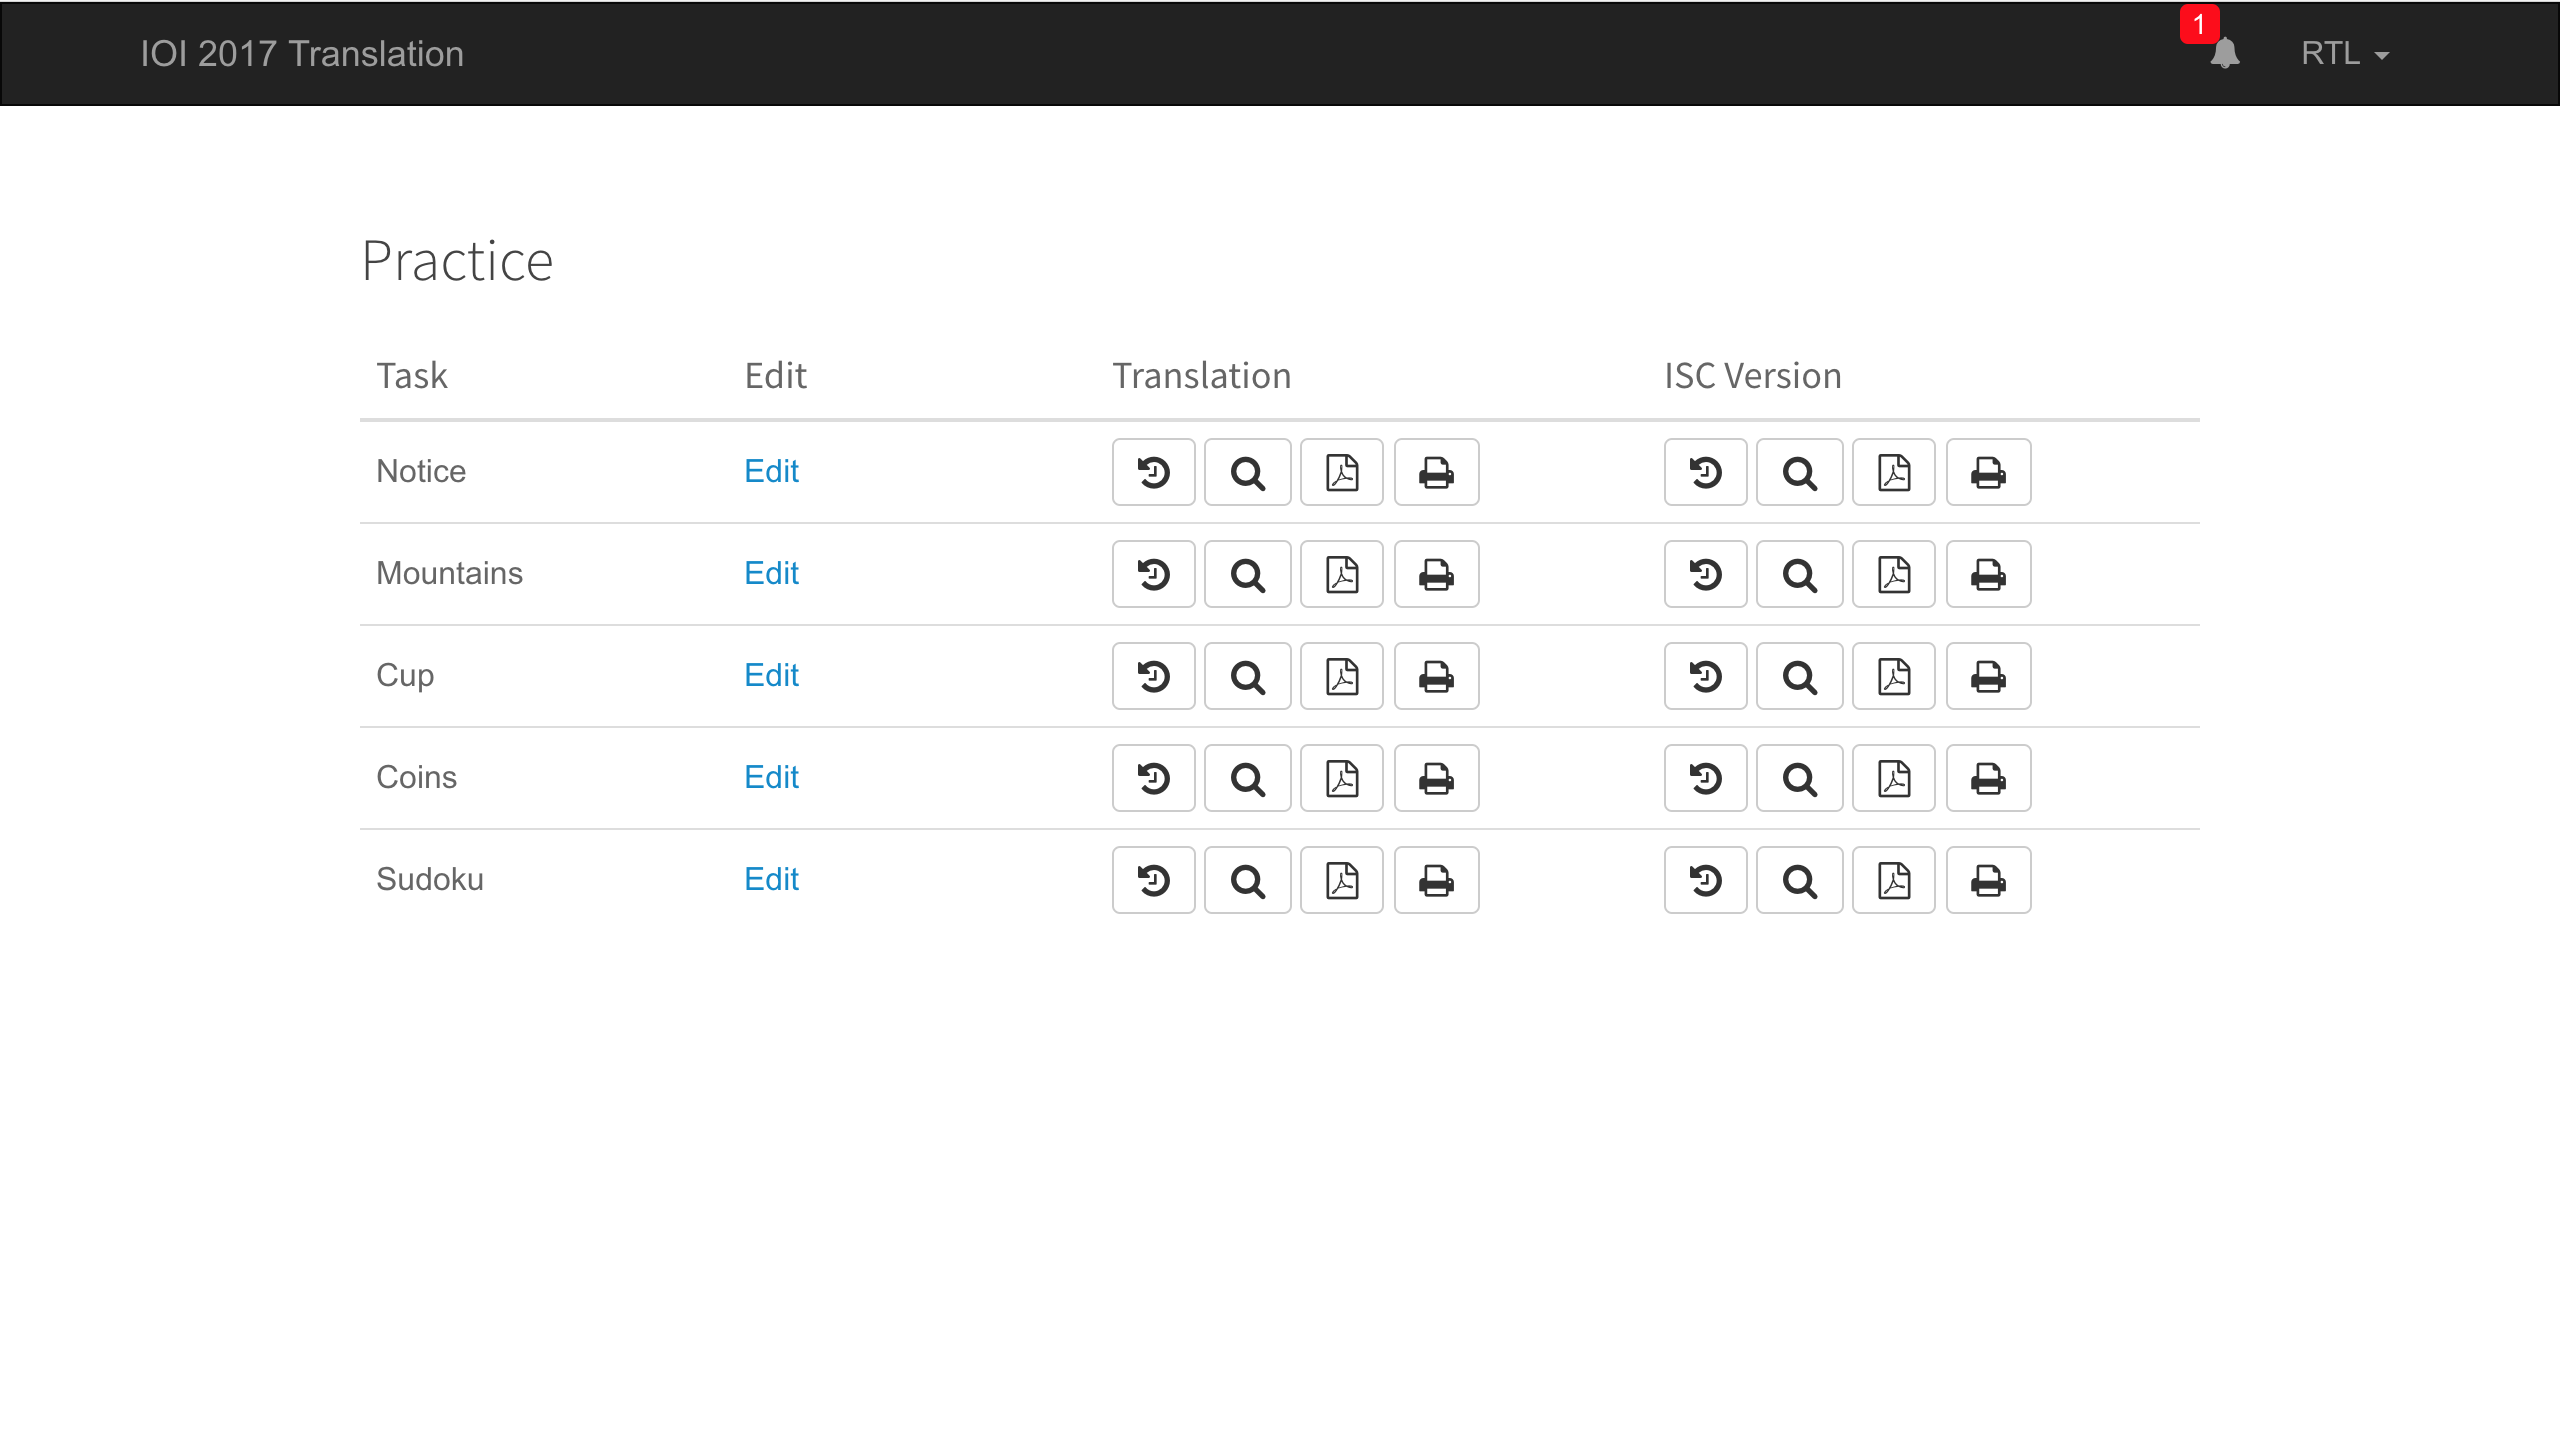 IOI 2017 Translation
1
RTL
Practice
Task Edit Translation ISC Version
Notice Edit
Mountains Edit
Cup Edit
Coins Edit
Sudoku Edit